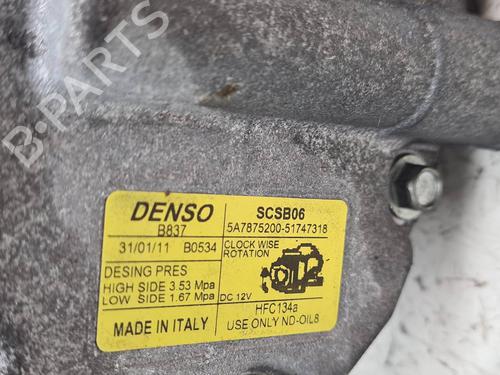 B-PARTS
DENSO
B837
31/01/11 B0534
DESING PRES
HIGH SIDE 3.53 Mpa
LOW SIDE 1.67 Mpa
MADE IN ITALY
SCSB06
5A7875200-51747318
CLOCK WISE
ROTATION
DC 12V
HFC134a
USE ONLY ND-OIL8